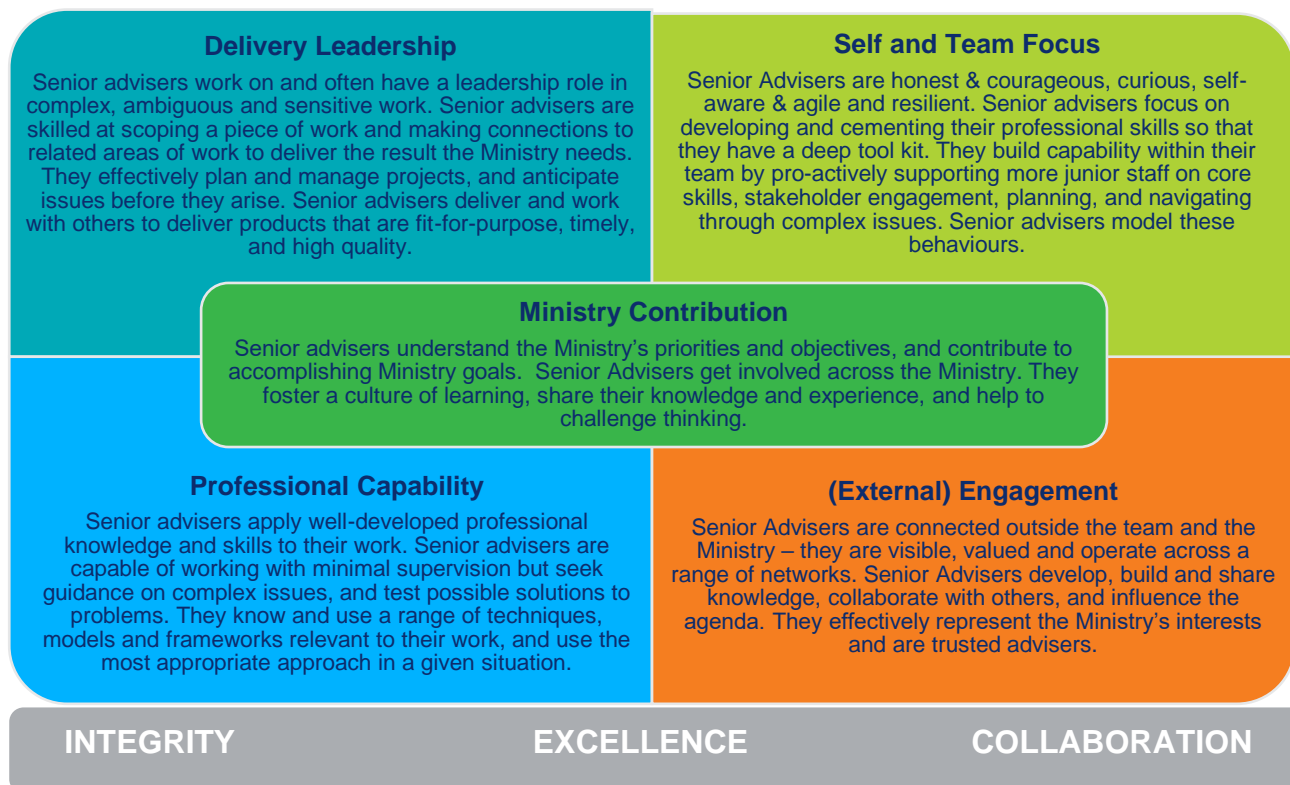 Delivery Leadership
Senior advisers work on and often have a leadership role in
complex, ambiguous and sensitive work. Senior advisers are
skilled at scoping a piece of work and making connections to
related areas of work to deliver the result the Ministry needs.
They effectively plan and manage projects, and anticipate
issues before they arise. Senior advisers deliver and work
with others to deliver products that are fit-for-purpose, timely,
and high quality.
Self and Team Focus
Senior Advisers are honest & courageous, curious, self-
aware & agile and resilient. Senior advisers focus on
developing and cementing their professional skills so that
they have a deep tool kit. They build capability within their
team by pro-actively supporting more junior staff on core
skills, stakeholder engagement, planning, and navigating
through complex issues. Senior advisers model these
behaviours.
Ministry Contribution
Senior advisers understand the Ministry's priorities and objectives, and contribute to
accomplishing Ministry goals.  Senior Advisers get involved across the Ministry. They
foster a culture of learning, share their knowledge and experience, and help to
challenge thinking.
Professional Capability
Senior advisers apply well-developed professional
knowledge and skills to their work. Senior advisers are
capable of working with minimal supervision but seek
guidance on complex issues, and test possible solutions to
problems. They know and use a range of techniques,
models and frameworks relevant to their work, and use the
most appropriate approach in a given situation.
(External) Engagement
Senior Advisers are connected outside the team and the
Ministry – they are visible, valued and operate across a
range of networks. Senior Advisers develop, build and share
knowledge, collaborate with others, and influence the
agenda. They effectively represent the Ministry's interests
and are trusted advisers.
INTEGRITY EXCELLENCE COLLABORATION